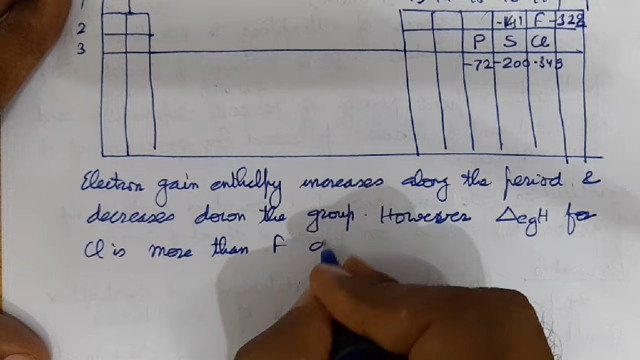 2 -141 F -328
3 P S Cl
-72 -200 -345
Electron gain enthalpy increases along the period &
decreases down the group. However ΔegH for
Cl is more than F